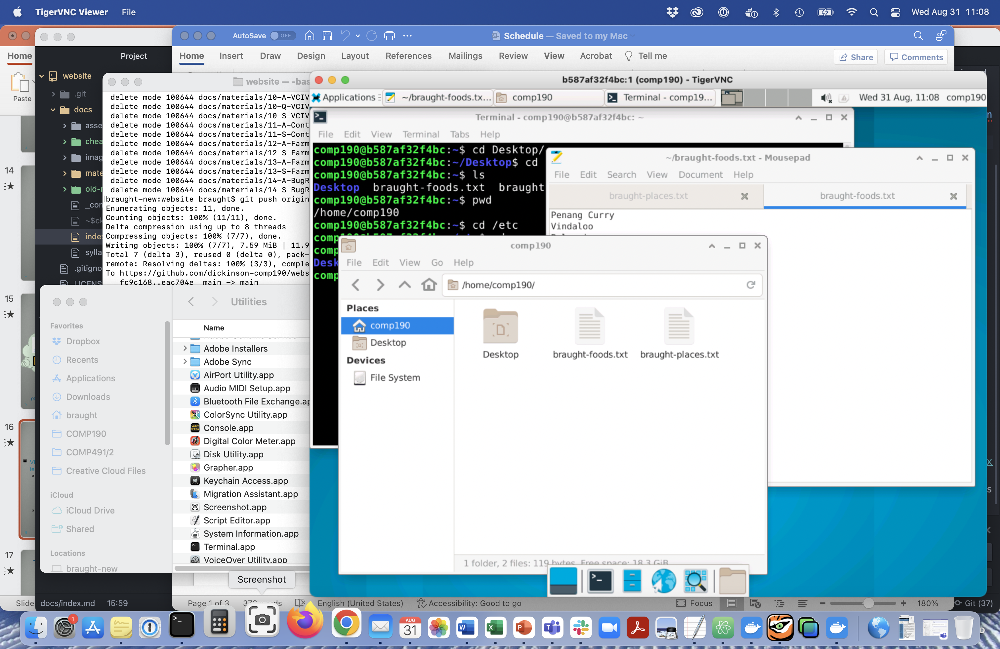 TigerVNC Viewer File
Wed Aug 31 11:08
AutoSave OFF
Schedule — Saved to my Mac
Home
Home Insert Draw Design Layout References Mailings Review View Acrobat Tell me
Share Comments
Paste
14
15
16
17
Slide
Project
website
.git
docs
asse
chea
imag
mate
old-r
_con
~$ck
index
sylla
.gitigno
LICENS
docs/index.md 15:59
website — -bas
delete mode 100644 docs/materials/10-A-VCIV
delete mode 100644 docs/materials/10-Q-VCIV
delete mode 100644 docs/materials/10-S-VCIV
delete mode 100644 docs/materials/11-A-Cont
delete mode 100644 docs/materials/11-S-Cont
delete mode 100644 docs/materials/12-A-Farm
delete mode 100644 docs/materials/12-S-Farm
delete mode 100644 docs/materials/13-A-Farm
delete mode 100644 docs/materials/13-S-Farm
delete mode 100644 docs/materials/14-A-BugR
delete mode 100644 docs/materials/14-S-BugR
[braught-new:website braught$ git push origin
Enumerating objects: 11, done.
Counting objects: 100% (11/11), done.
Delta compression using up to 8 threads
Compressing objects: 100% (7/7), done.
Writing objects: 100% (7/7), 7.59 MiB | 11.9
Total 7 (delta 3), reused 0 (delta 0), pack-
remote: Resolving deltas: 100% (3/3), comple
To https://github.com/dickinson-comp190/webs
fc9c168..eac704e main -> main
Favorites
Dropbox
Recents
Applications
Downloads
braught
COMP190
COMP491/2
Creative Cloud Files
iCloud
iCloud Drive
Shared
Locations
braught-new
Utilities
Name
Adobe Genuine Service
Adobe Installers
Adobe Sync
AirPort Utility.app
Audio MIDI Setup.app
Bluetooth File Exchange.ap
ColorSync Utility.app
Console.app
Digital Color Meter.app
Disk Utility.app
Grapher.app
Keychain Access.app
Migration Assistant.app
Screenshot.app
Script Editor.app
System Information.app
Terminal.app
VoiceOver Utility.app
Screenshot
b587af32f4bc:1 (comp190) - TigerVNC
Applications ~/braught-foods.tx... comp190 Terminal - comp19... Wed 31 Aug, 11:08 comp190
Terminal - comp190@b587af32f4bc: ~
File Edit View Terminal Tabs Help
comp190@b587af32f4bc:~$ cd Desktop/
comp190@b587af32f4bc:~/Desktop$ cd
comp190@b587af32f4bc:~$ ls
Desktop braught-foods.txt braught
comp190@b587af32f4bc:~$ pwd
/home/comp190
comp190@b587af32f4bc:~$ cd /etc
comp
comp
Desk
comp
~/braught-foods.txt - Mousepad
File Edit Search View Document Help
braught-places.txt braught-foods.txt
Penang Curry
Vindaloo
comp190
File Edit View Go Help
/home/comp190/
Places
comp190
Desktop
Devices
File System
Desktop braught-foods.txt braught-places.txt
1 folder, 2 files: 119 bytes, Free space: 18.3 GiB
Page 1 of 3 376 words English (United States) Accessibility: Good to go Focus 180% Git (37)
1
AUG
31